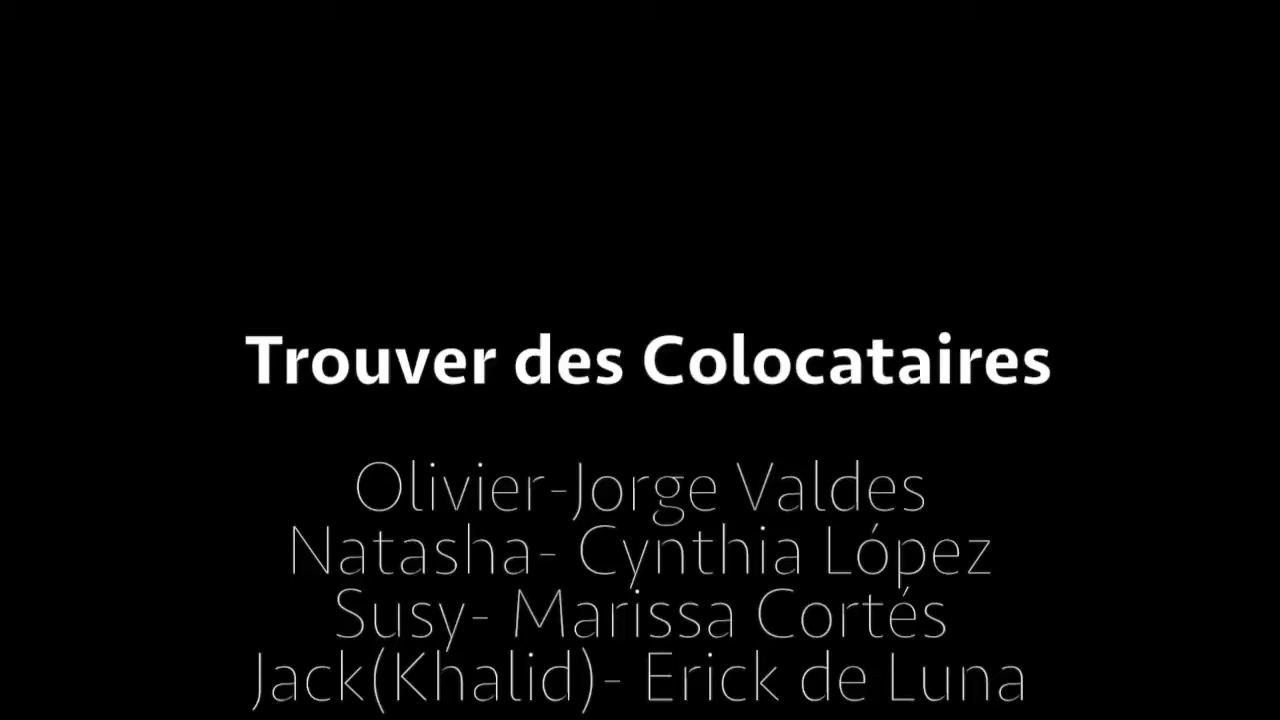 Trouver des Colocataires
Olivier-Jorge Valdes
Natasha- Cynthia López
Susy- Marissa Cortés
Jack(Khalid)- Erick de Luna